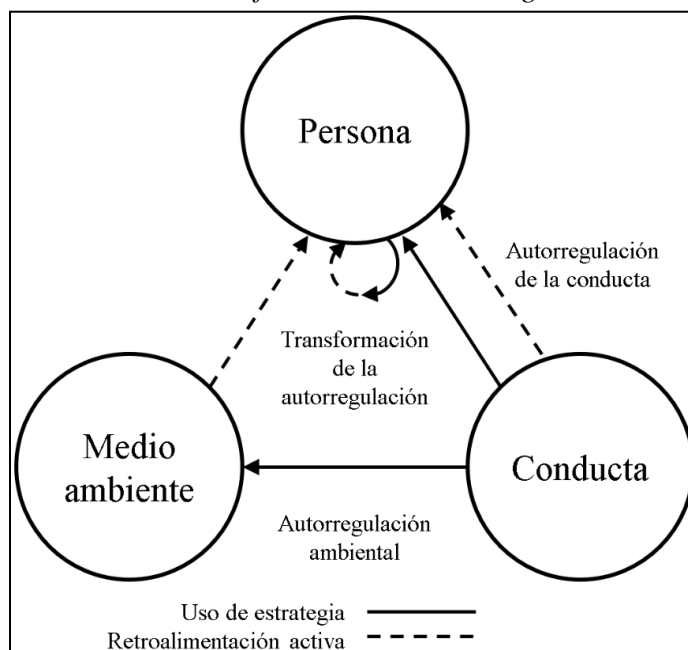 Persona
Autorregulación
de la conducta
Transformación
de la
autorregulación
Medio
ambiente
Conducta
Autorregulación
ambiental
Uso de estrategia
Retroalimentación activa